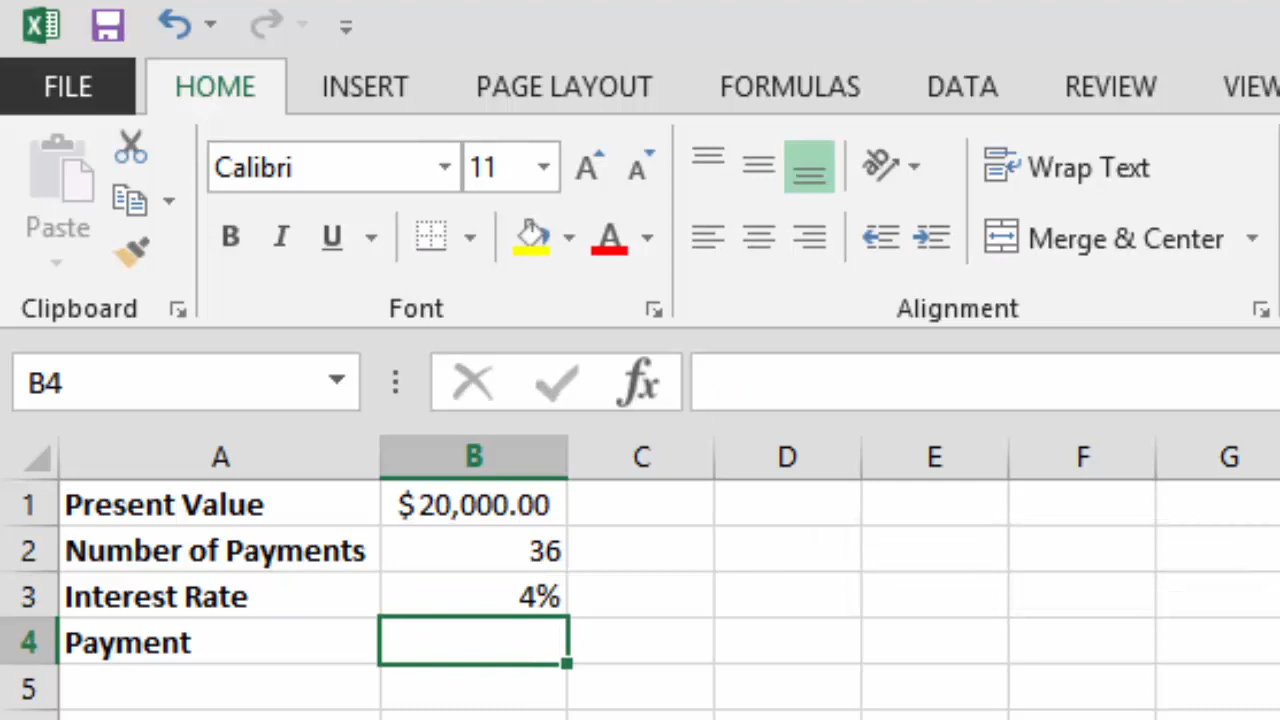 FILE HOME INSERT PAGE LAYOUT FORMULAS DATA REVIEW VIEW
Calibri 11 A A Wrap Text
Paste B I U A Merge & Center
Clipboard Font Alignment
B4 fx
A B C D E F G
1 Present Value $20,000.00
2 Number of Payments 36
3 Interest Rate 4%
4 Payment
5